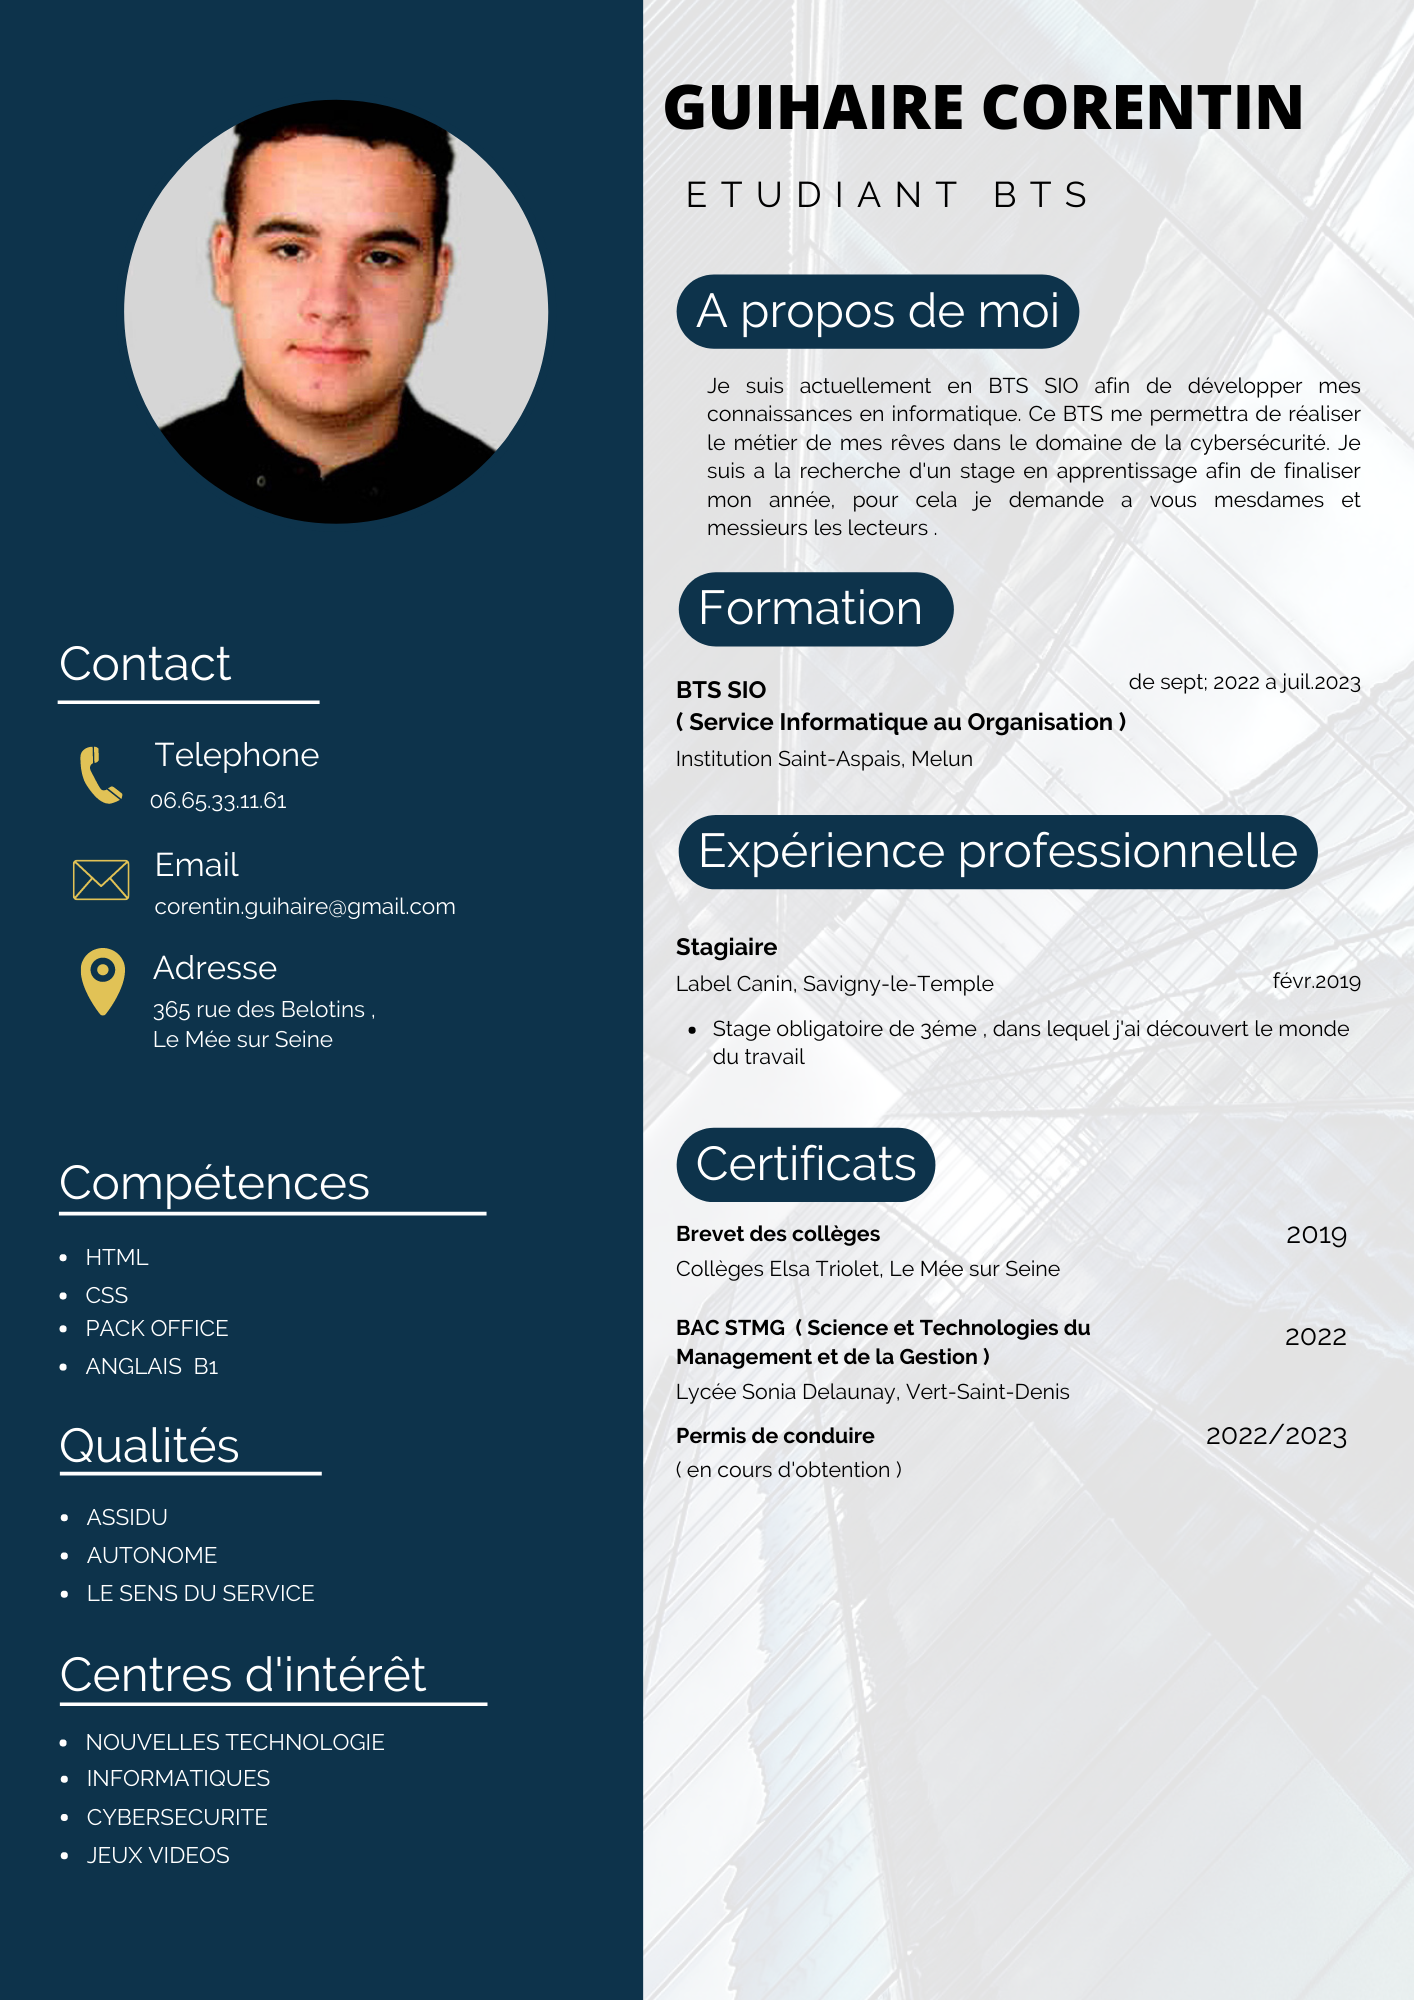 GUIHAIRE CORENTIN
ETUDIANT BTS
A propos de moi
Je suis actuellement en BTS SIO afin de développer mes
connaissances en informatique. Ce BTS me permettra de réaliser
le métier de mes rêves dans le domaine de la cybersécurité. Je
suis a la recherche d'un stage en apprentissage afin de finaliser
mon année, pour cela je demande a vous mesdames et
messieurs les lecteurs .
Formation
BTS SIO
de sept; 2022 a juil.2023
( Service Informatique au Organisation )
Institution Saint-Aspais, Melun
Expérience professionnelle
Stagiaire
Label Canin, Savigny-le-Temple
févr.2019
• Stage obligatoire de 3éme , dans lequel j'ai découvert le monde
du travail
Certificats
Brevet des collèges
2019
Collèges Elsa Triolet, Le Mée sur Seine
BAC STMG  ( Science et Technologies du
Management et de la Gestion )
2022
Lycée Sonia Delaunay, Vert-Saint-Denis
Permis de conduire
2022/2023
( en cours d'obtention )
Contact
Telephone
06.65.33.11.61
Email
corentin.guihaire@gmail.com
Adresse
365 rue des Belotins ,
Le Mée sur Seine
Compétences
• HTML
• CSS
• PACK OFFICE
• ANGLAIS  B1
Qualités
• ASSIDU
• AUTONOME
• LE SENS DU SERVICE
Centres d'intérêt
• NOUVELLES TECHNOLOGIE
• INFORMATIQUES
• CYBERSECURITE
• JEUX VIDEOS